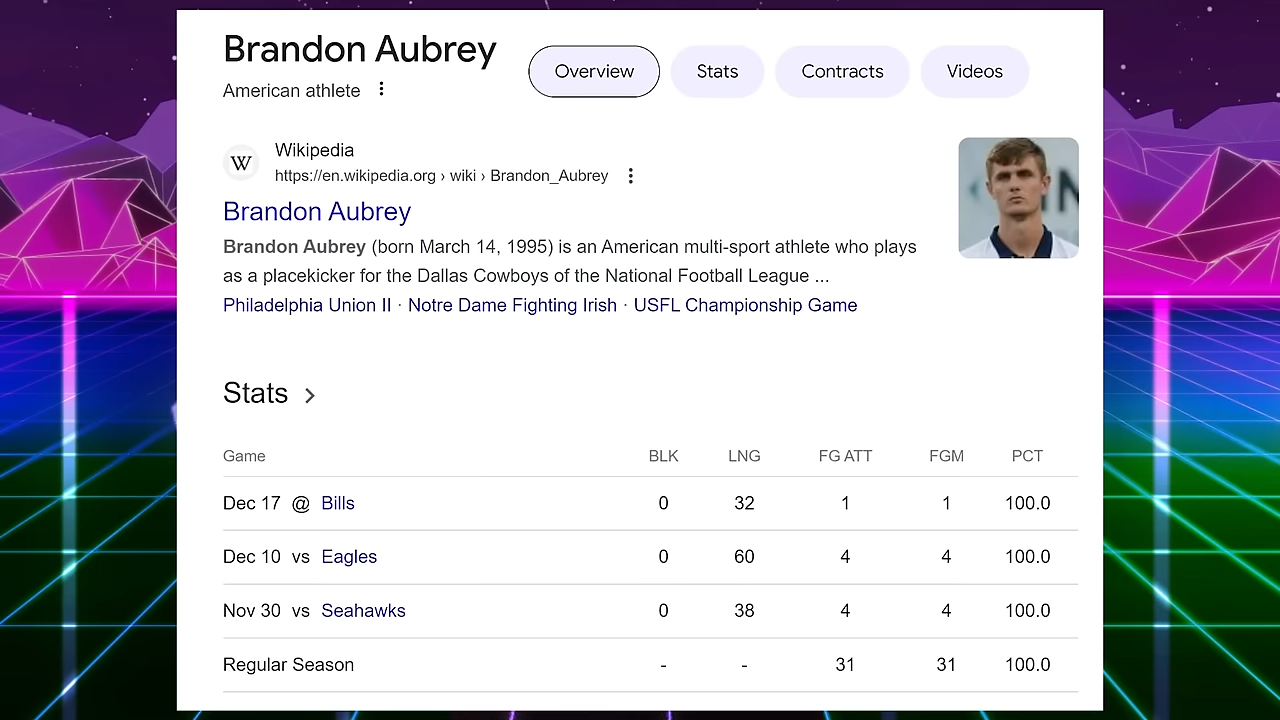 Brandon Aubrey
American athlete
Overview
Stats
Contracts
Videos
W
Wikipedia
https://en.wikipedia.org › wiki › Brandon_Aubrey
Brandon Aubrey
Brandon Aubrey (born March 14, 1995) is an American multi-sport athlete who plays
as a placekicker for the Dallas Cowboys of the National Football League ...
Philadelphia Union II · Notre Dame Fighting Irish · USFL Championship Game
Stats
Game BLK LNG FG ATT FGM PCT
Dec 17 @ Bills 0 32 1 1 100.0
Dec 10 vs Eagles 0 60 4 4 100.0
Nov 30 vs Seahawks 0 38 4 4 100.0
Regular Season - - 31 31 100.0